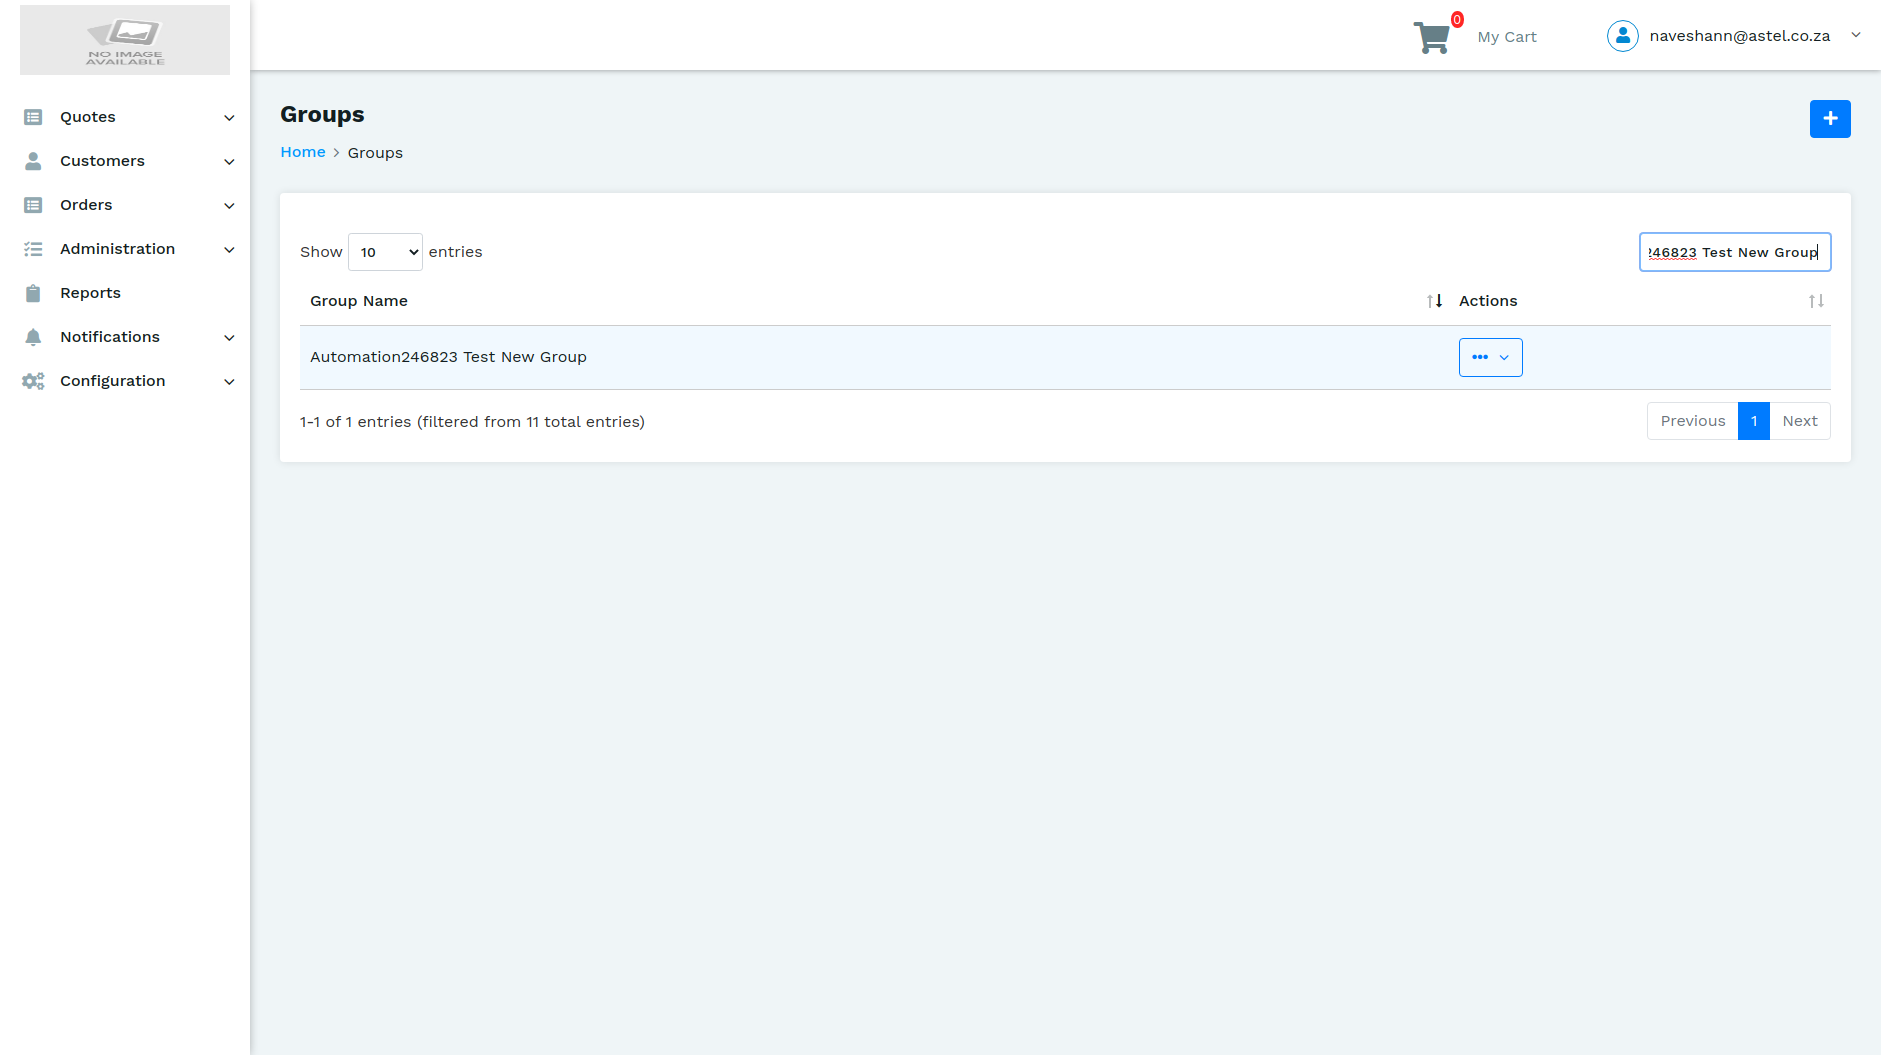 NO IMAGE
AVAILABLE
0
My Cart
naveshann@astel.co.za
Quotes
Customers
Orders
Administration
Reports
Notifications
Configuration
Groups
Home > Groups
Show 10 entries
46823 Test New Group
Group Name
Actions
Automation246823 Test New Group
1-1 of 1 entries (filtered from 11 total entries)
Previous 1 Next